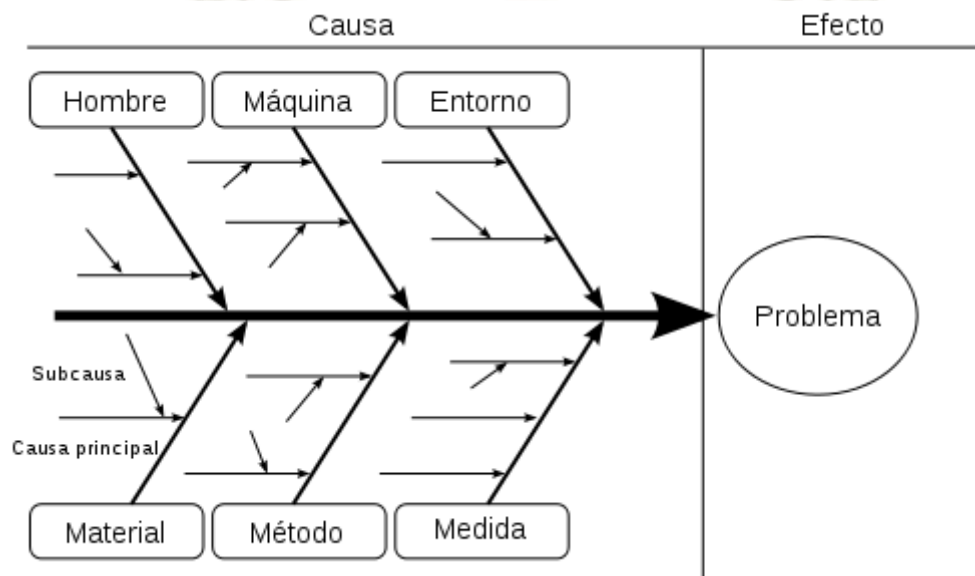 Causa
Efecto
Hombre
Máquina
Entorno
Problema
Subcausa
Causa principal
Material
Método
Medida